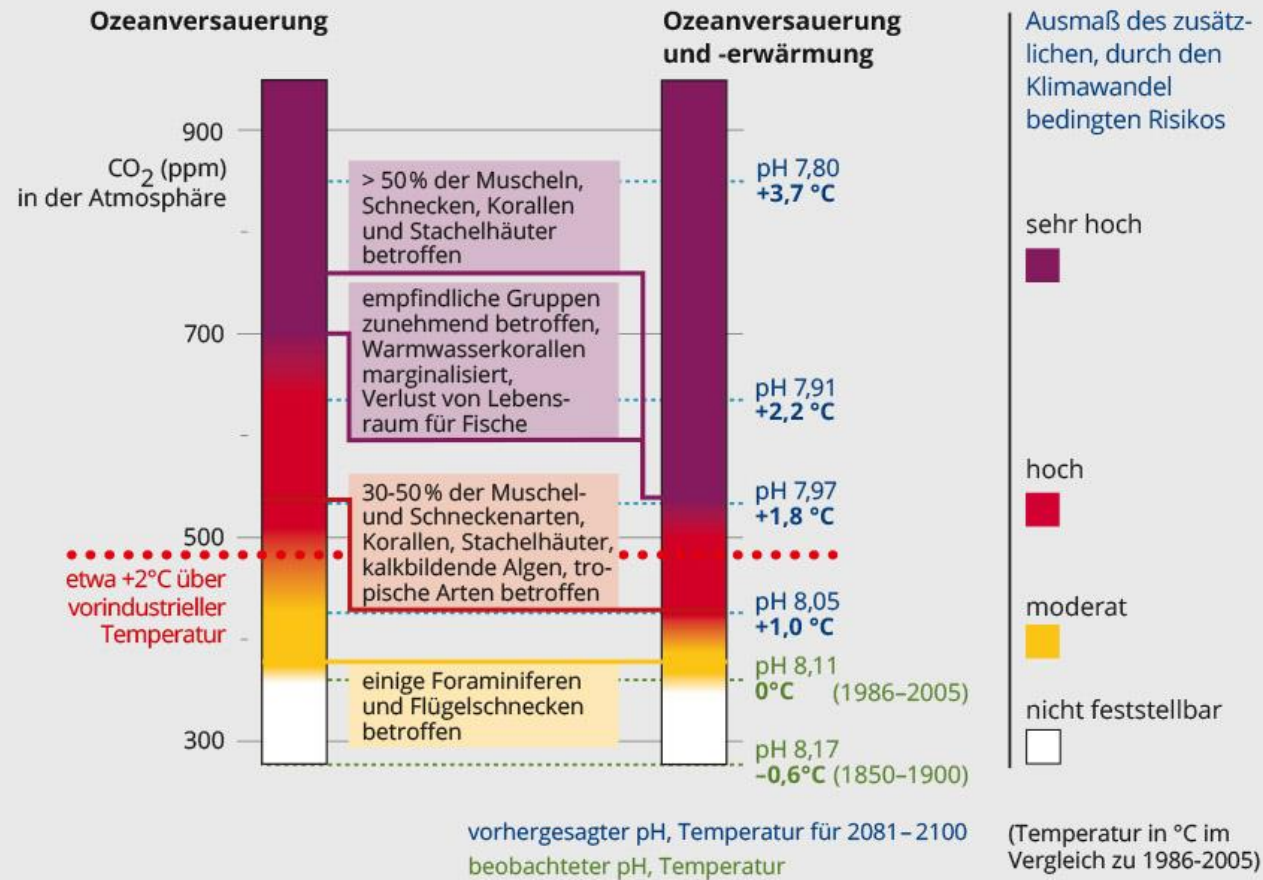 Ozeanversauerung
Ozeanversauerung
und -erwärmung
Ausmaß des zusätz-
lichen, durch den
Klimawandel
bedingten Risikos
900
CO2 (ppm)
in der Atmosphäre
700
500
300
etwa +2°C über
vorindustrieller
Temperatur
> 50% der Muscheln,
Schnecken, Korallen
und Stachelhäuter
betroffen
empfindliche Gruppen
zunehmend betroffen,
Warmwasserkorallen
marginalisiert,
Verlust von Lebens-
raum für Fische
30-50% der Muschel-
und Schneckenarten,
Korallen, Stachelhäuter,
kalkbildende Algen, tro-
pische Arten betroffen
einige Foraminiferen
und Flügelschnecken
betroffen
pH 7,80
+3,7 °C
pH 7,91
+2,2 °C
pH 7,97
+1,8 °C
pH 8,05
+1,0 °C
pH 8,11
0°C (1986–2005)
pH 8,17
–0,6°C (1850–1900)
sehr hoch
hoch
moderat
nicht feststellbar
vorhergesagter pH, Temperatur für 2081–2100
beobachteter pH, Temperatur
(Temperatur in °C im
Vergleich zu 1986-2005)